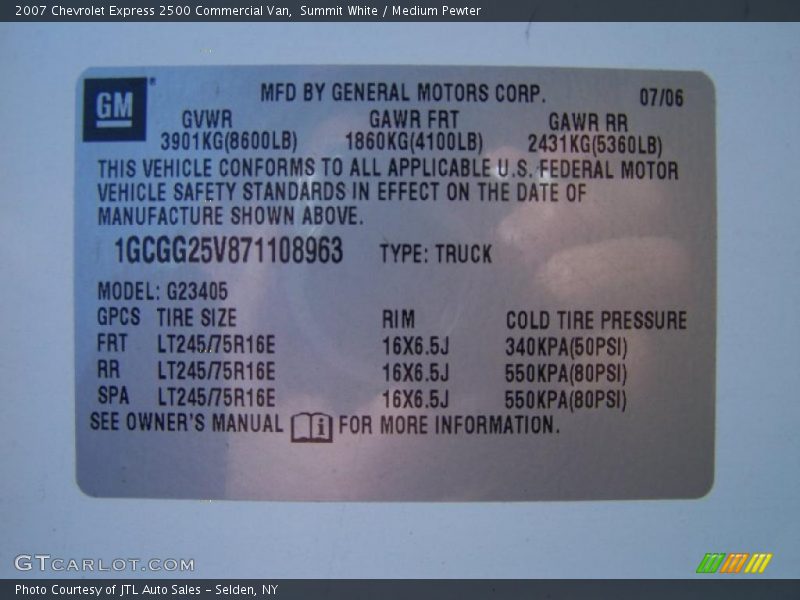 2007 Chevrolet Express 2500 Commercial Van, Summit White / Medium Pewter
GM®
MFD BY GENERAL MOTORS CORP. 07/06
GVWR GAWR FRT GAWR RR
3901KG(8600LB) 1860KG(4100LB) 2431KG(5360LB)
THIS VEHICLE CONFORMS TO ALL APPLICABLE U.S. FEDERAL MOTOR
VEHICLE SAFETY STANDARDS IN EFFECT ON THE DATE OF
MANUFACTURE SHOWN ABOVE.
1GCGG25V871108963 TYPE: TRUCK
MODEL: G23405
GPCS TIRE SIZE RIM COLD TIRE PRESSURE
FRT LT245/75R16E 16X6.5J 340KPA(50PSI)
RR LT245/75R16E 16X6.5J 550KPA(80PSI)
SPA LT245/75R16E 16X6.5J 550KPA(80PSI)
SEE OWNER'S MANUAL i FOR MORE INFORMATION.
GTCARLOT.COM
Photo Courtesy of JTL Auto Sales - Selden, NY